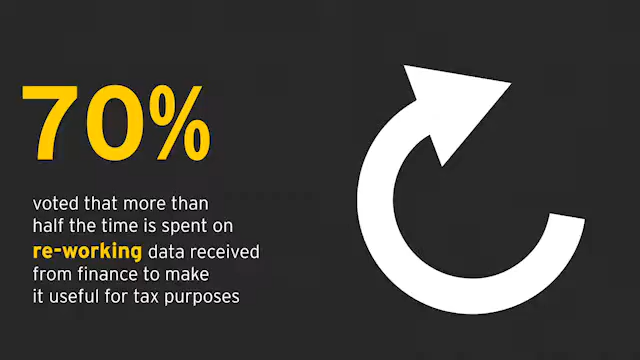 70%
voted that more than
half the time is spent on
re-working data received
from finance to make
it useful for tax purposes